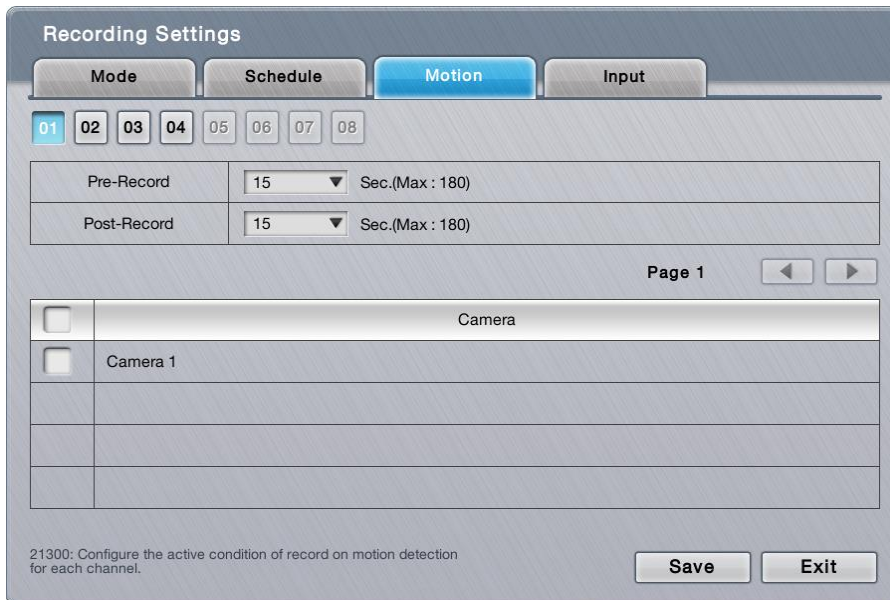 Recording Settings
Mode Schedule Motion Input
01 02 03 04 05 06 07 08
Pre-Record 15 Sec.(Max : 180)
Post-Record 15 Sec.(Max : 180)
Page 1
Camera
Camera 1
21300: Configure the active condition of record on motion detection
for each channel.
Save Exit